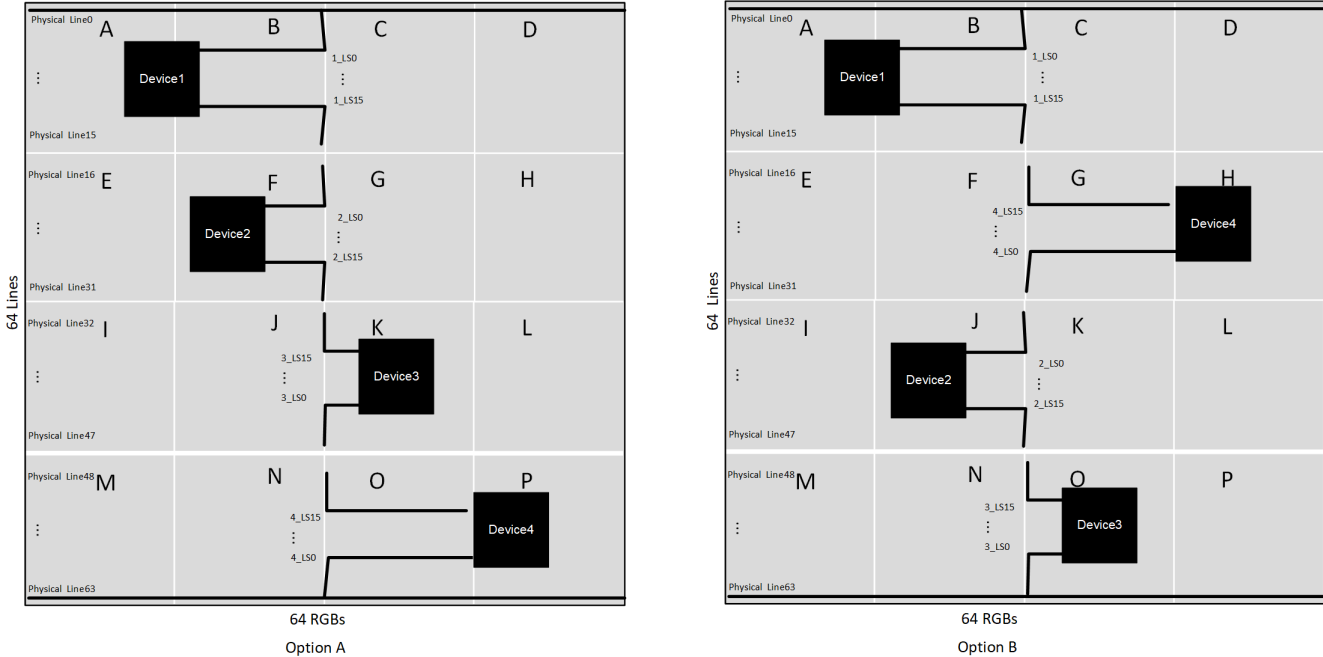 Physical Line0
A
B
C
D
Device1
1_LS0
⋮
⋮
1_LS15
Physical Line15
Physical Line16
E
F
G
H
Device2
2_LS0
⋮
⋮
2_LS15
Physical Line31
Physical Line32
I
J
K
L
3_LS15
Device3
⋮
⋮
3_LS0
Physical Line47
Physical Line48
M
N
O
P
4_LS15
Device4
⋮
⋮
4_LS0
Physical Line63
64 Lines
64 RGBs
Option A
Physical Line0
A
B
C
D
Device1
1_LS0
⋮
⋮
1_LS15
Physical Line15
Physical Line16
E
F
G
H
4_LS15
Device4
⋮
⋮
4_LS0
Physical Line31
Physical Line32
I
J
K
L
Device2
2_LS0
⋮
⋮
2_LS15
Physical Line47
Physical Line48
M
N
O
P
3_LS15
Device3
⋮
⋮
3_LS0
Physical Line63
64 Lines
64 RGBs
Option B